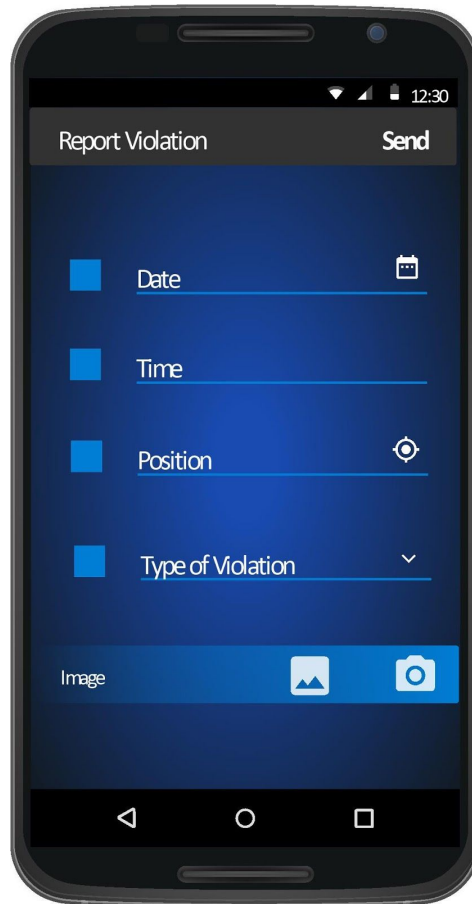 12:30
Report Violation Send
Date
Time
Position
Type of Violation
Image